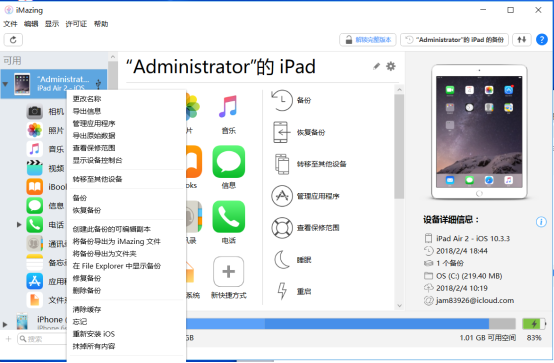 iMazing
文件 编辑 显示 许可证 帮助
解锁完整版本
"Administrator"的 iPad 的备份
可用
"Administrat...
iPad Air 2 - iOS
相机
照片
音乐
视频
iBoo
信息
电话
通讯录
备忘
应用
文件
iPhone (
iPhone 6s
搜索
更改名称
导出信息
管理应用程序
导出原始数据
查看保修范围
显示设备控制台
转移至其他设备
备份
恢复备份
创建此备份的可编辑副本
将备份导出为 iMazing 文件
将备份导出为文件夹
在 File Explorer 中显示备份
修复备份
删除备份
清除缓存
忘记
重新安装 iOS
抹掉所有内容
"Administrator"的 iPad
片
音乐
ooks
信息
录
电话
系统
新快捷方式
备份
恢复备份
转移至其他设备
管理应用程序
查看保修范围
睡眠
重启
设备详细信息：
iPad Air 2 - iOS 10.3.3
2018/2/4 18:44
1 个备份
OS (C:) (219.40 MB)
2018/2/4 10:19
jam83926@icloud.com
GB
1.01 GB 可用空间
83%